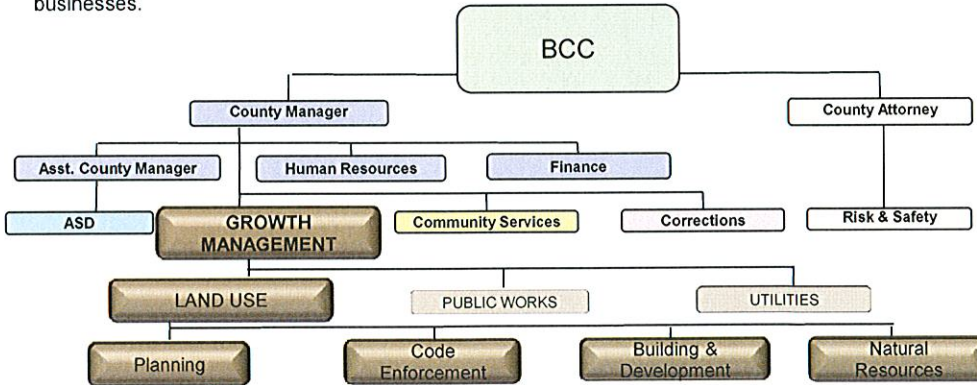 businesses.
BCC
County Manager
County Attorney
Asst. County Manager
Human Resources
Finance
ASD
GROWTH
MANAGEMENT
Community Services
Corrections
Risk & Safety
LAND USE
PUBLIC WORKS
UTILITIES
Planning
Code
Enforcement
Building &
Development
Natural
Resources